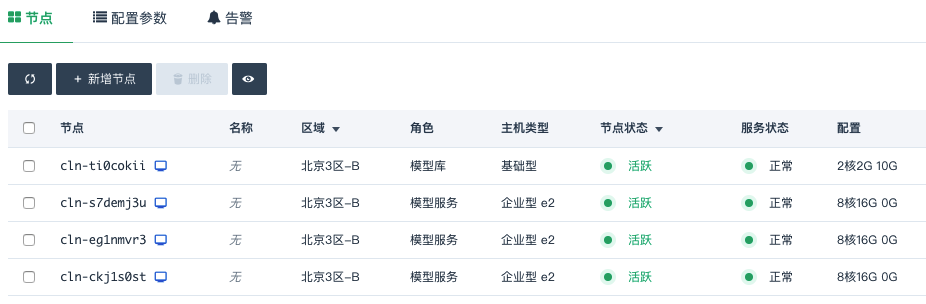 节点 配置参数 告警
+ 新增节点 删除
节点 名称 区域 角色 主机类型 节点状态 服务状态 配置
cln-ti0cokii 无 北京3区-B 模型库 基础型 活跃 正常 2核2G 10G
cln-s7demj3u 无 北京3区-B 模型服务 企业型 e2 活跃 正常 8核16G 0G
cln-eg1nmvr3 无 北京3区-B 模型服务 企业型 e2 活跃 正常 8核16G 0G
cln-ckj1s0st 无 北京3区-B 模型服务 企业型 e2 活跃 正常 8核16G 0G